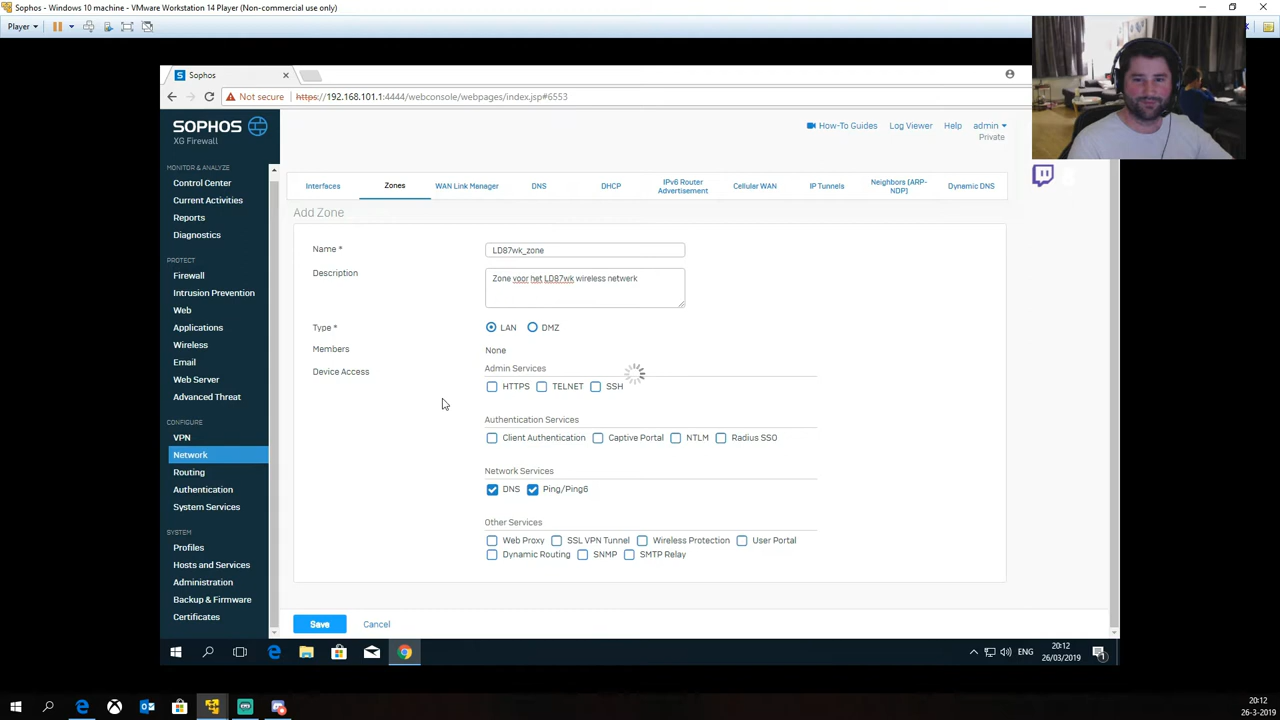 Sophos - Windows 10 machine - VMware Workstation 14 Player (Non-commercial use only)
Player
Sophos
Not secure
https://192.168.101.1:4444/webconsole/webpages/index.jsp#6553
SOPHOS
XG Firewall
How-To Guides
Log Viewer
Help
admin
Private
MONITOR & ANALYZE
Control Center
Current Activities
Reports
Diagnostics
PROTECT
Firewall
Intrusion Prevention
Web
Applications
Wireless
Email
Web Server
Advanced Threat
CONFIGURE
VPN
Network
Routing
Authentication
System Services
SYSTEM
Profiles
Hosts and Services
Administration
Backup & Firmware
Certificates
Interfaces
Zones
WAN Link Manager
DNS
DHCP
IPv6 Router
Advertisement
Cellular WAN
IP Tunnels
Neighbors (ARP-
NDP)
Dynamic DNS
Add Zone
Name *
LD87wk_zone
Description
Zone voor het LD87wk wireless netwerk
Type *
LAN
DMZ
Members
None
Device Access
Admin Services
HTTPS
TELNET
SSH
Authentication Services
Client Authentication
Captive Portal
NTLM
Radius SSO
Network Services
DNS
Ping/Ping6
Other Services
Web Proxy
SSL VPN Tunnel
Wireless Protection
User Portal
Dynamic Routing
SNMP
SMTP Relay
Save
Cancel
ENG
20:12
26/03/2019
20:12
26-3-2019